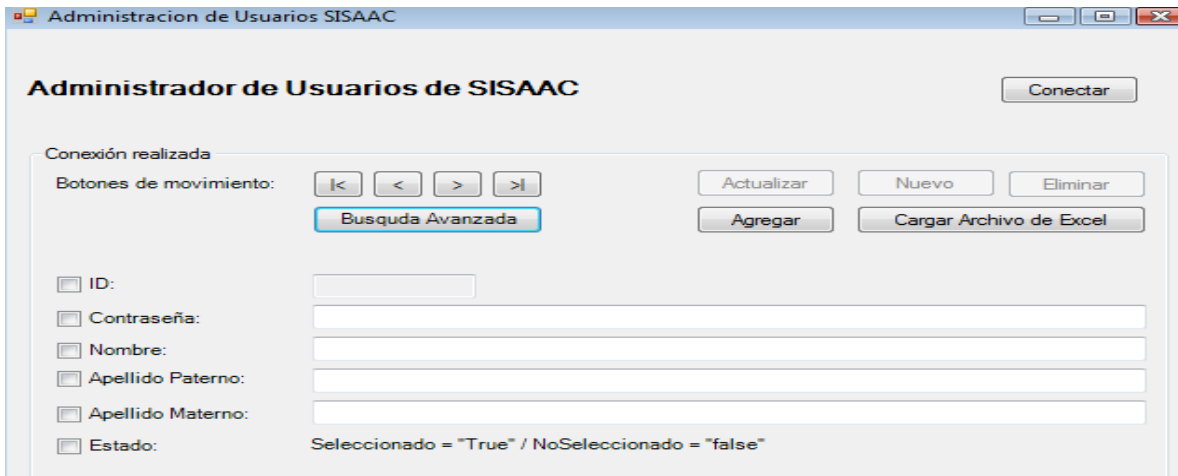 Administracion de Usuarios SISAAC
Administrador de Usuarios de SISAAC
Conectar
Conexión realizada
Botones de movimiento: |< < > >| Actualizar Nuevo Eliminar
Busquda Avanzada Agregar Cargar Archivo de Excel
ID:
Contraseña:
Nombre:
Apellido Paterno:
Apellido Materno:
Estado: Seleccionado = "True" / NoSeleccionado = "false"